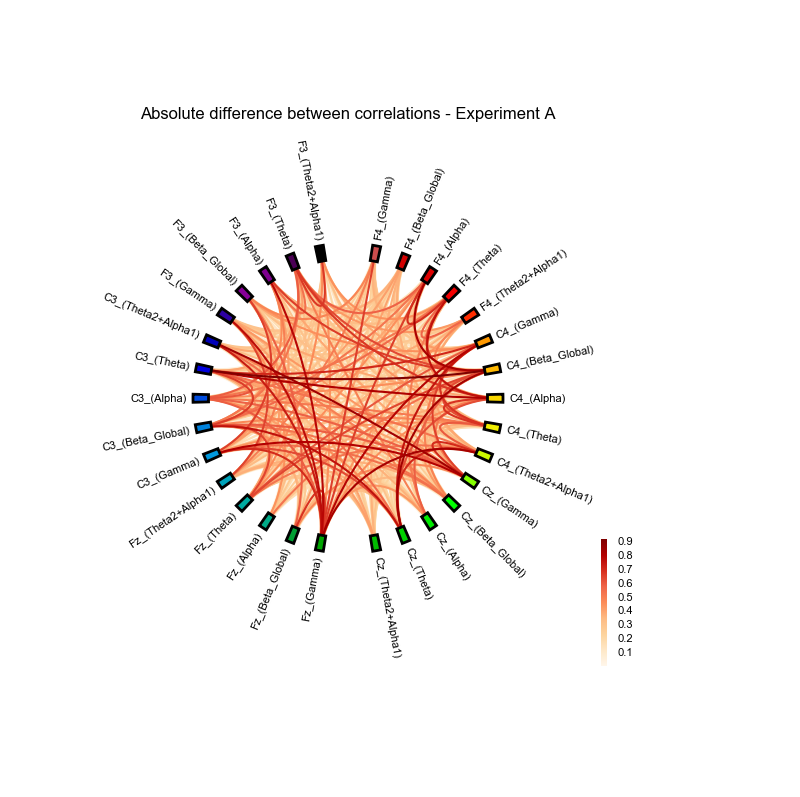 Absolute difference between correlations - Experiment A
F3_(Theta2+Alpha1)
F3_(Theta)
F3_(Alpha)
F3_(Beta_Global)
F3_(Gamma)
C3_(Theta2+Alpha1)
C3_(Theta)
C3_(Alpha)
C3_(Beta_Global)
C3_(Gamma)
Fz_(Theta2+Alpha1)
Fz_(Theta)
Fz_(Alpha)
Fz_(Beta_Global)
Fz_(Gamma)
Cz_(Theta2+Alpha1)
Cz_(Theta)
Cz_(Alpha)
Cz_(Beta_Global)
Cz_(Gamma)
C4_(Theta2+Alpha1)
C4_(Theta)
C4_(Alpha)
C4_(Beta_Global)
C4_(Gamma)
F4_(Theta2+Alpha1)
F4_(Theta)
F4_(Alpha)
F4_(Beta_Global)
F4_(Gamma)
0.9
0.8
0.7
0.6
0.5
0.4
0.3
0.2
0.1